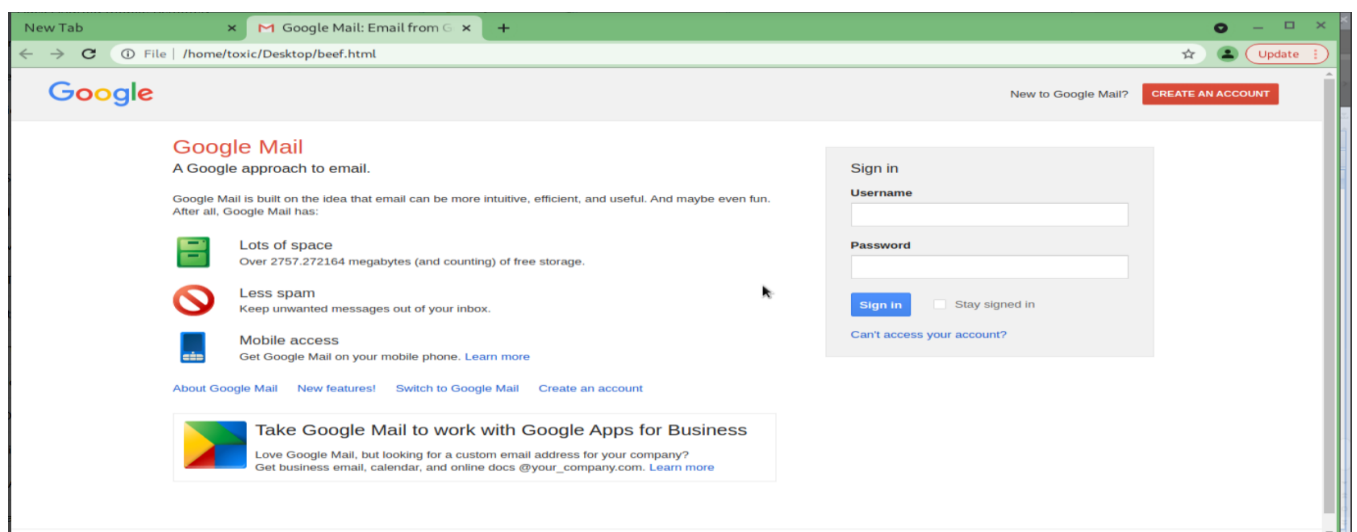 New Tab
Google Mail: Email from G
File | /home/toxic/Desktop/beef.html
Update
Google
New to Google Mail?
CREATE AN ACCOUNT
Google Mail
A Google approach to email.
Google Mail is built on the idea that email can be more intuitive, efficient, and useful. And maybe even fun.
After all, Google Mail has:
Lots of space
Over 2757.272164 megabytes (and counting) of free storage.
Less spam
Keep unwanted messages out of your inbox.
Mobile access
Get Google Mail on your mobile phone. Learn more
About Google Mail New features! Switch to Google Mail Create an account
Take Google Mail to work with Google Apps for Business
Love Google Mail, but looking for a custom email address for your company?
Get business email, calendar, and online docs @your_company.com. Learn more
Sign in
Username
Password
Sign in
Stay signed in
Can't access your account?